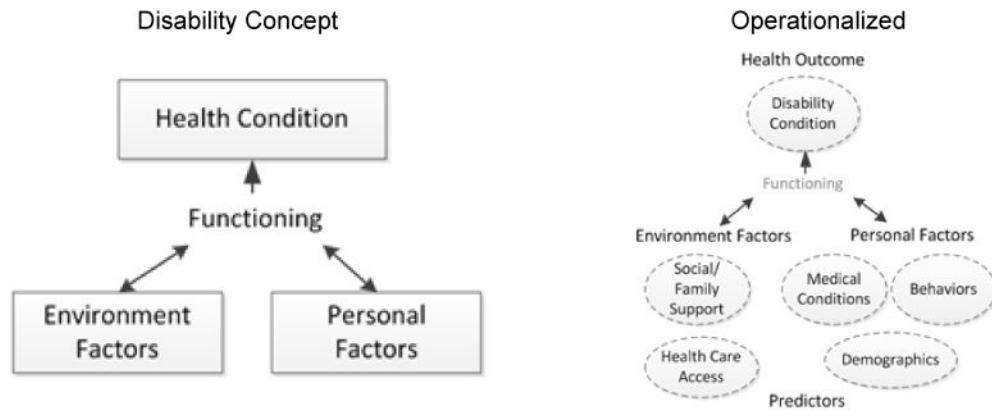 Disability Concept
Health Condition
Functioning
Environment
Factors
Personal
Factors
Operationalized
Health Outcome
Disability
Condition
Functioning
Environment Factors
Personal Factors
Social/
Family
Support
Medical
Conditions
Behaviors
Health Care
Access
Demographics
Predictors